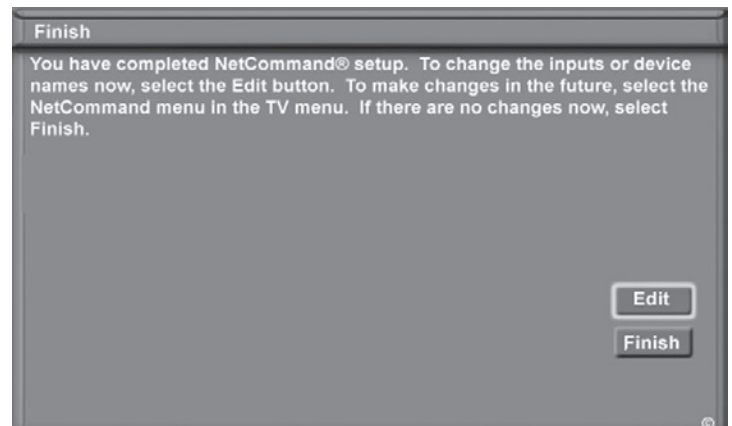 Finish
You have completed NetCommand® setup. To change the inputs or device
names now, select the Edit button. To make changes in the future, select the
NetCommand menu in the TV menu. If there are no changes now, select
Finish.
Edit
Finish
©